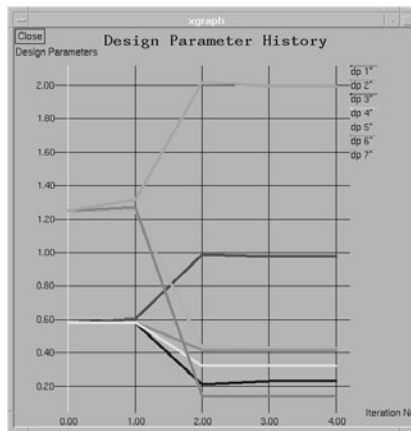 xgraph
Close
Design Parameter History
Design Parameters
2.00
1.80
1.60
1.40
1.20
1.00
0.80
0.60
0.40
0.20
dp 1"
dp 2"
dp 3"
dp 4"
dp 5"
dp 6"
dp 7"
0.00 1.00 2.00 3.00 4.00
Iteration No